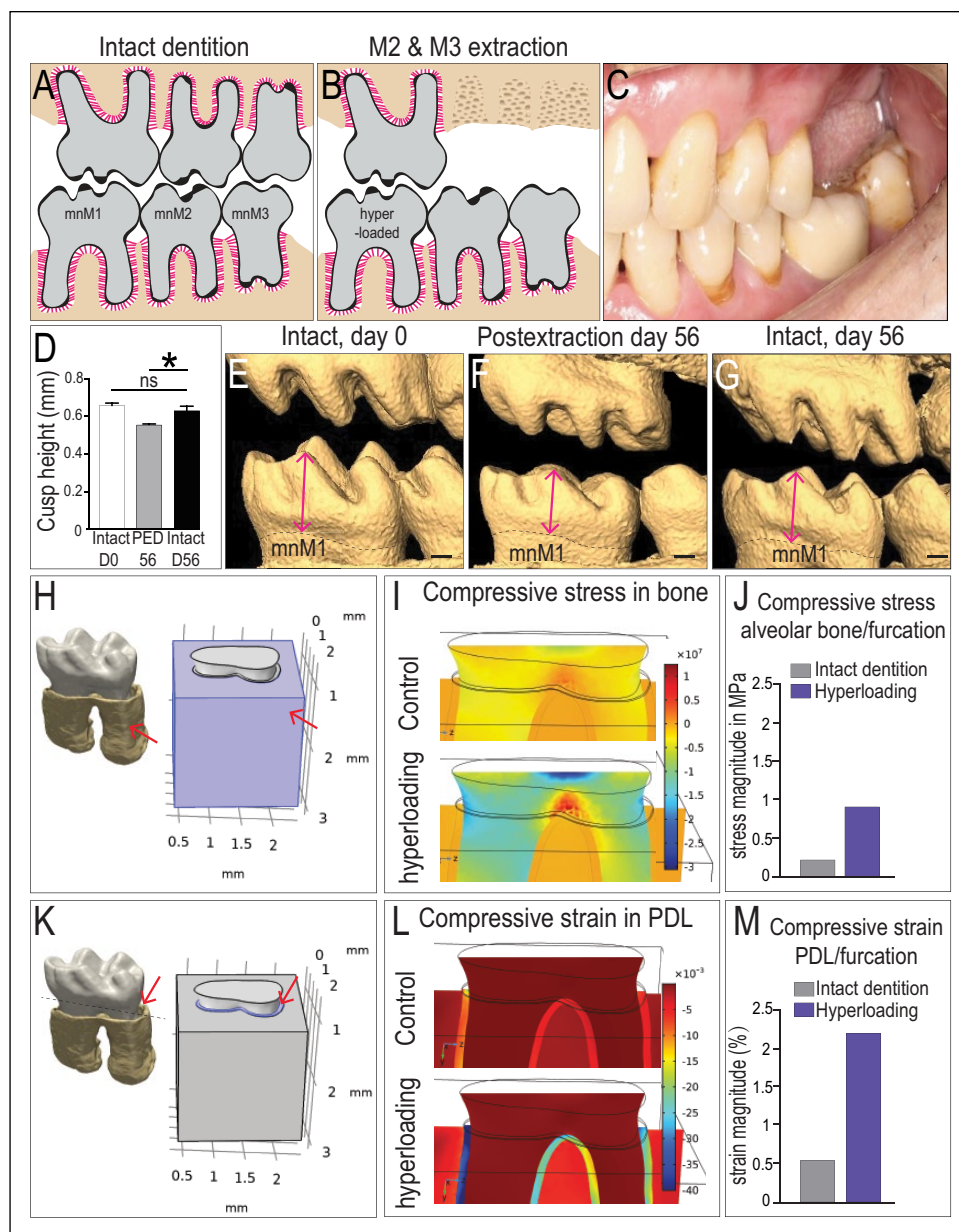 Intact dentition
M2 & M3 extraction
A
B
C
mnM1
mnM2
mnM3
hyper
-loaded
D
Intact, day 0
Postextraction day 56
Intact, day 56
E
F
G
Cusp height (mm)
0.8
0.6
0.4
0.2
0
*
ns
Intact PED Intact
D0 56 D56
mnM1
mnM1
mnM1
H
0
1
2
mm
1
2
mm
3
0.5 1 1.5 2
mm
I Compressive stress in bone
Control
hyperloading
×10⁷
1
0.5
0
-0.5
-1
-1.5
-2
-2.5
-3
z
z
J Compressive stress
alveolar bone/furcation
Intact dentition
Hyperloading
stress magnitude in MPa
2.5
2
1.5
1
0.5
0
K
0
1
2
mm
1
2
mm
3
0.5 1 1.5 2
mm
L Compressive strain in PDL
Control
hyperloading
×10⁻³
0
-5
-10
-15
-20
-25
-30
-35
-40
z
z
M Compressive strain
PDL/furcation
Intact dentition
Hyperloading
strain magnitude (%)
2.5
2
1.5
1
0.5
0